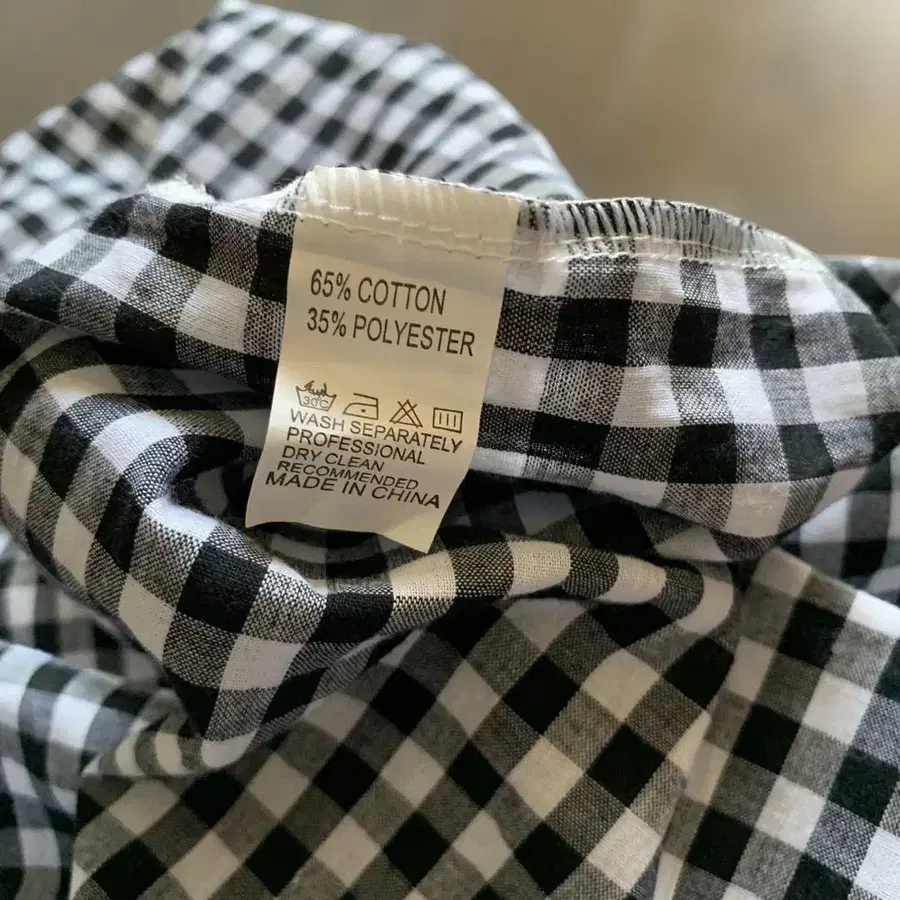 65% COTTON
35% POLYESTER
30°C
WASH SEPARATELY
PROFESSIONAL
DRY CLEAN
RECOMMENDED
MADE IN CHINA